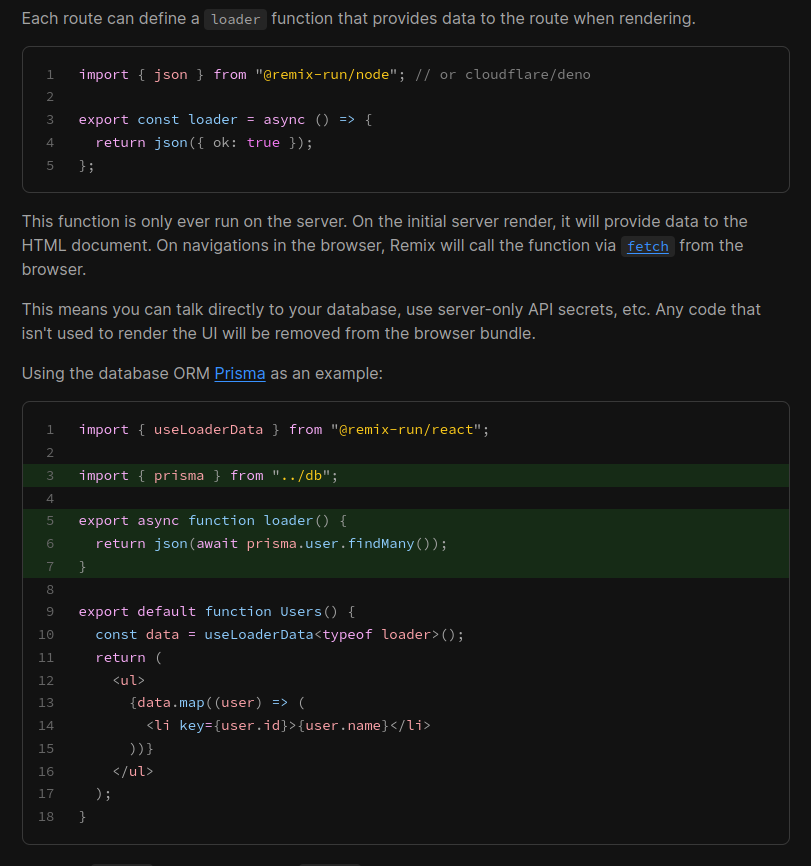 Each route can define a loader function that provides data to the route when rendering.
1 import { json } from "@remix-run/node"; // or cloudflare/deno
2
3 export const loader = async () => {
4   return json({ ok: true });
5 };
This function is only ever run on the server. On the initial server render, it will provide data to the
HTML document. On navigations in the browser, Remix will call the function via fetch from the
browser.
This means you can talk directly to your database, use server-only API secrets, etc. Any code that
isn't used to render the UI will be removed from the browser bundle.
Using the database ORM Prisma as an example:
1 import { useLoaderData } from "@remix-run/react";
2
3 import { prisma } from "../db";
4
5 export async function loader() {
6   return json(await prisma.user.findMany());
7 }
8
9 export default function Users() {
10   const data = useLoaderData<typeof loader>();
11   return (
12     <ul>
13       {data.map((user) => (
14         <li key={user.id}>{user.name}</li>
15       ))}
16     </ul>
17   );
18 }